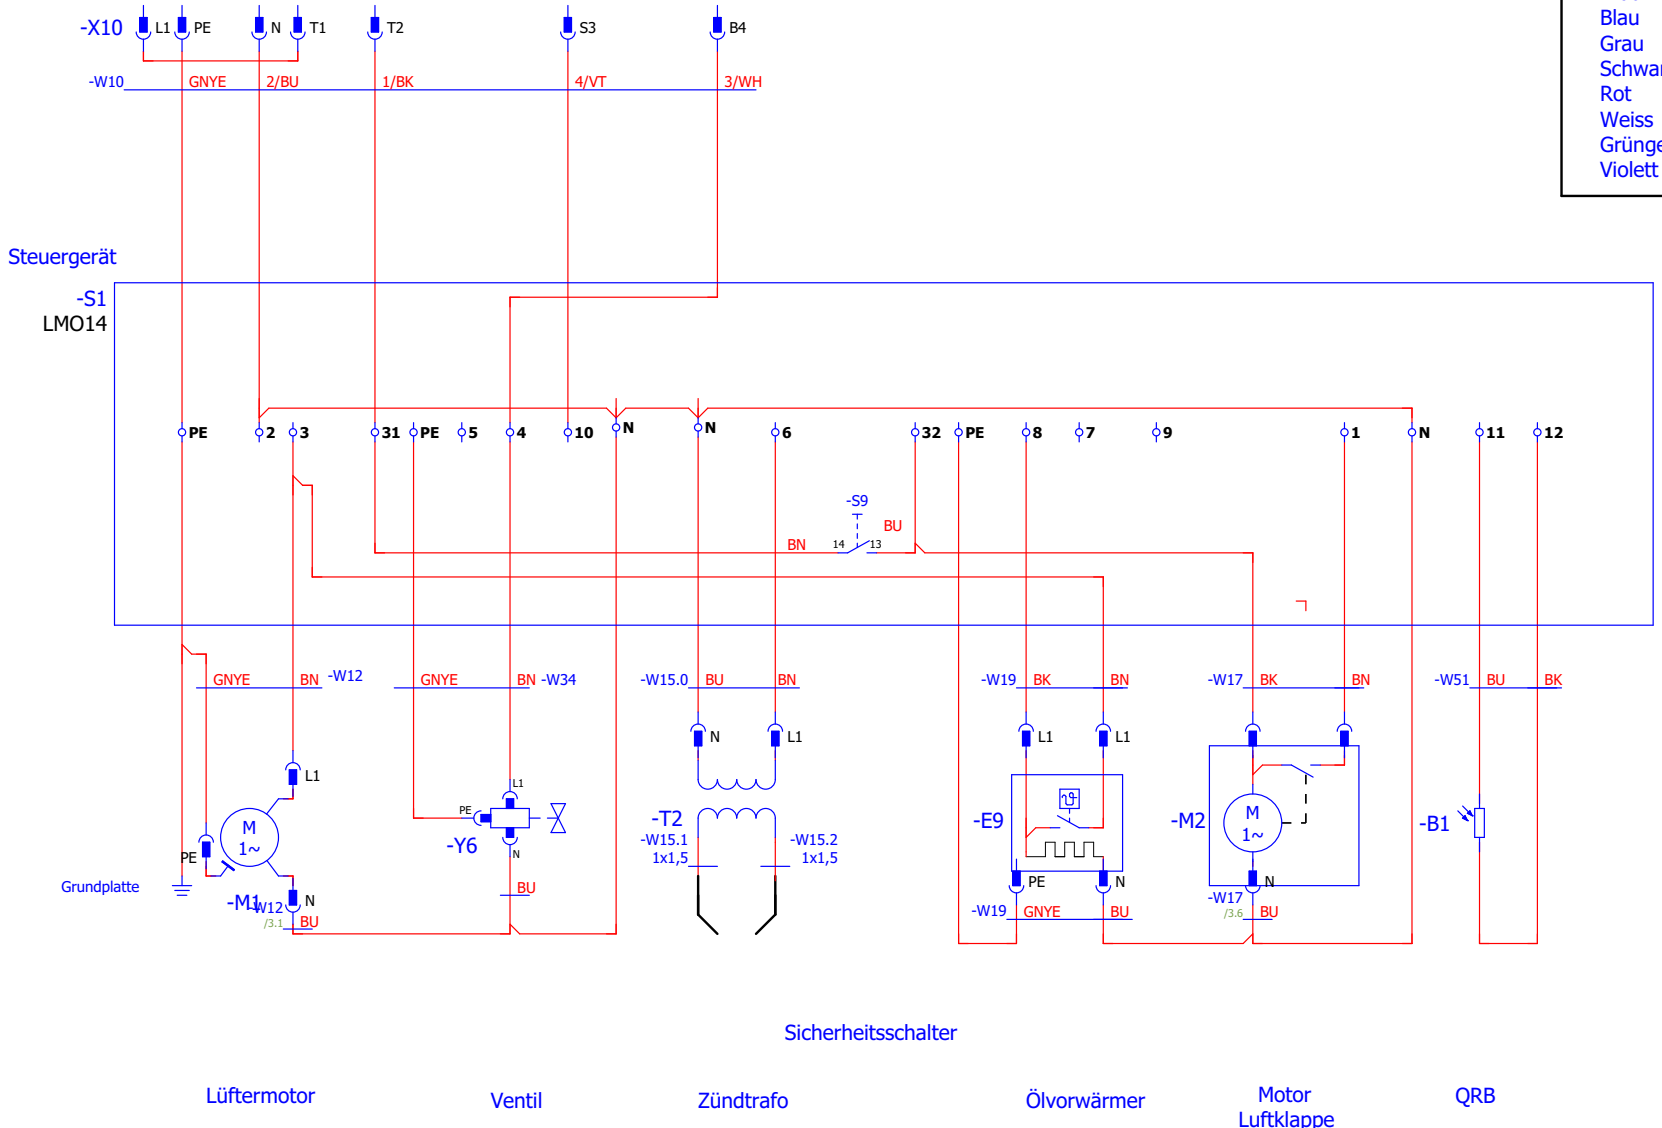 -X10 L1 PE N T1 T2 S3 B4
-W10 GNYE 2/BU 1/BK 4/VT 3/WH
Blau
Grau
Rot
Weiss
Violett
Steuergerät
-S1
LMO14
PE 2 3 31 PE 5 4 10 N N 6 32 PE 8 7 9 1 N 11 12
-S9
BU
BN 14 13
GNYE BN -W12 GNYE BN -W34 -W15.0 BU BN -W19 BK BN -W17 BK BN -W51 BU BK
N L1 L1 L1
L1 L1
PE
M
1~
PE
-Y6
N
-T2
-W15.1
1x1,5
-W15.2
1x1,5
-E9
ϑ
-M2
M
1~
-B1
Grundplatte
-M1
-W12
/3.1
N
BU
BU
PE N
-W19 GNYE BU
N
-W17
/3.6
BU
Sicherheitsschalter
Lüftermotor
Ventil
Zündtrafo
Ölvorwärmer
Motor
Luftklappe
QRB